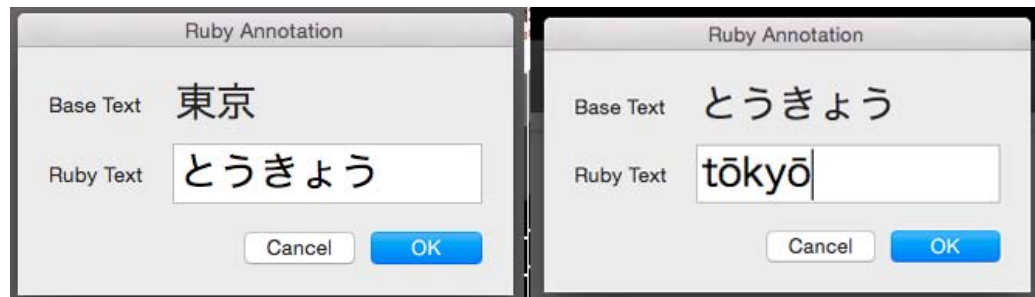 Ruby Annotation
Base Text 東京
Ruby Text とうきょう
Cancel OK
Ruby Annotation
Base Text とうきょう
Ruby Text tōkyō
Cancel OK